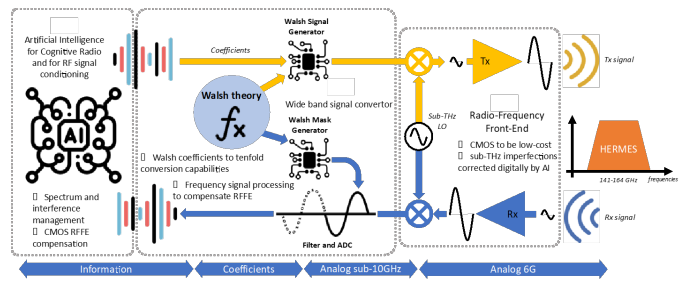 Artificial Intelligence
for Cognitive Radio
and for RF signal
conditioning
AI
Spectrum and
interference
management
CMOS RFFE
compensation
Coefficients
Walsh Signal
Generator
Wide band signal convertor
Walsh theory
fx
Walsh Mask
Generator
Walsh coefficients to tenfold
conversion capabilities
Frequency signal processing
to compensate RFFE
Filter and ADC
Sub-THz
LO
Tx
Radio-Frequency
Front-End
CMOS to be low-cost
sub-THz imperfections
corrected digitally by AI
Rx
Tx signal
HERMES
141-164 GHz
frequencies
Rx signal
Information
Coefficients
Analog sub-10GHz
Analog 6G